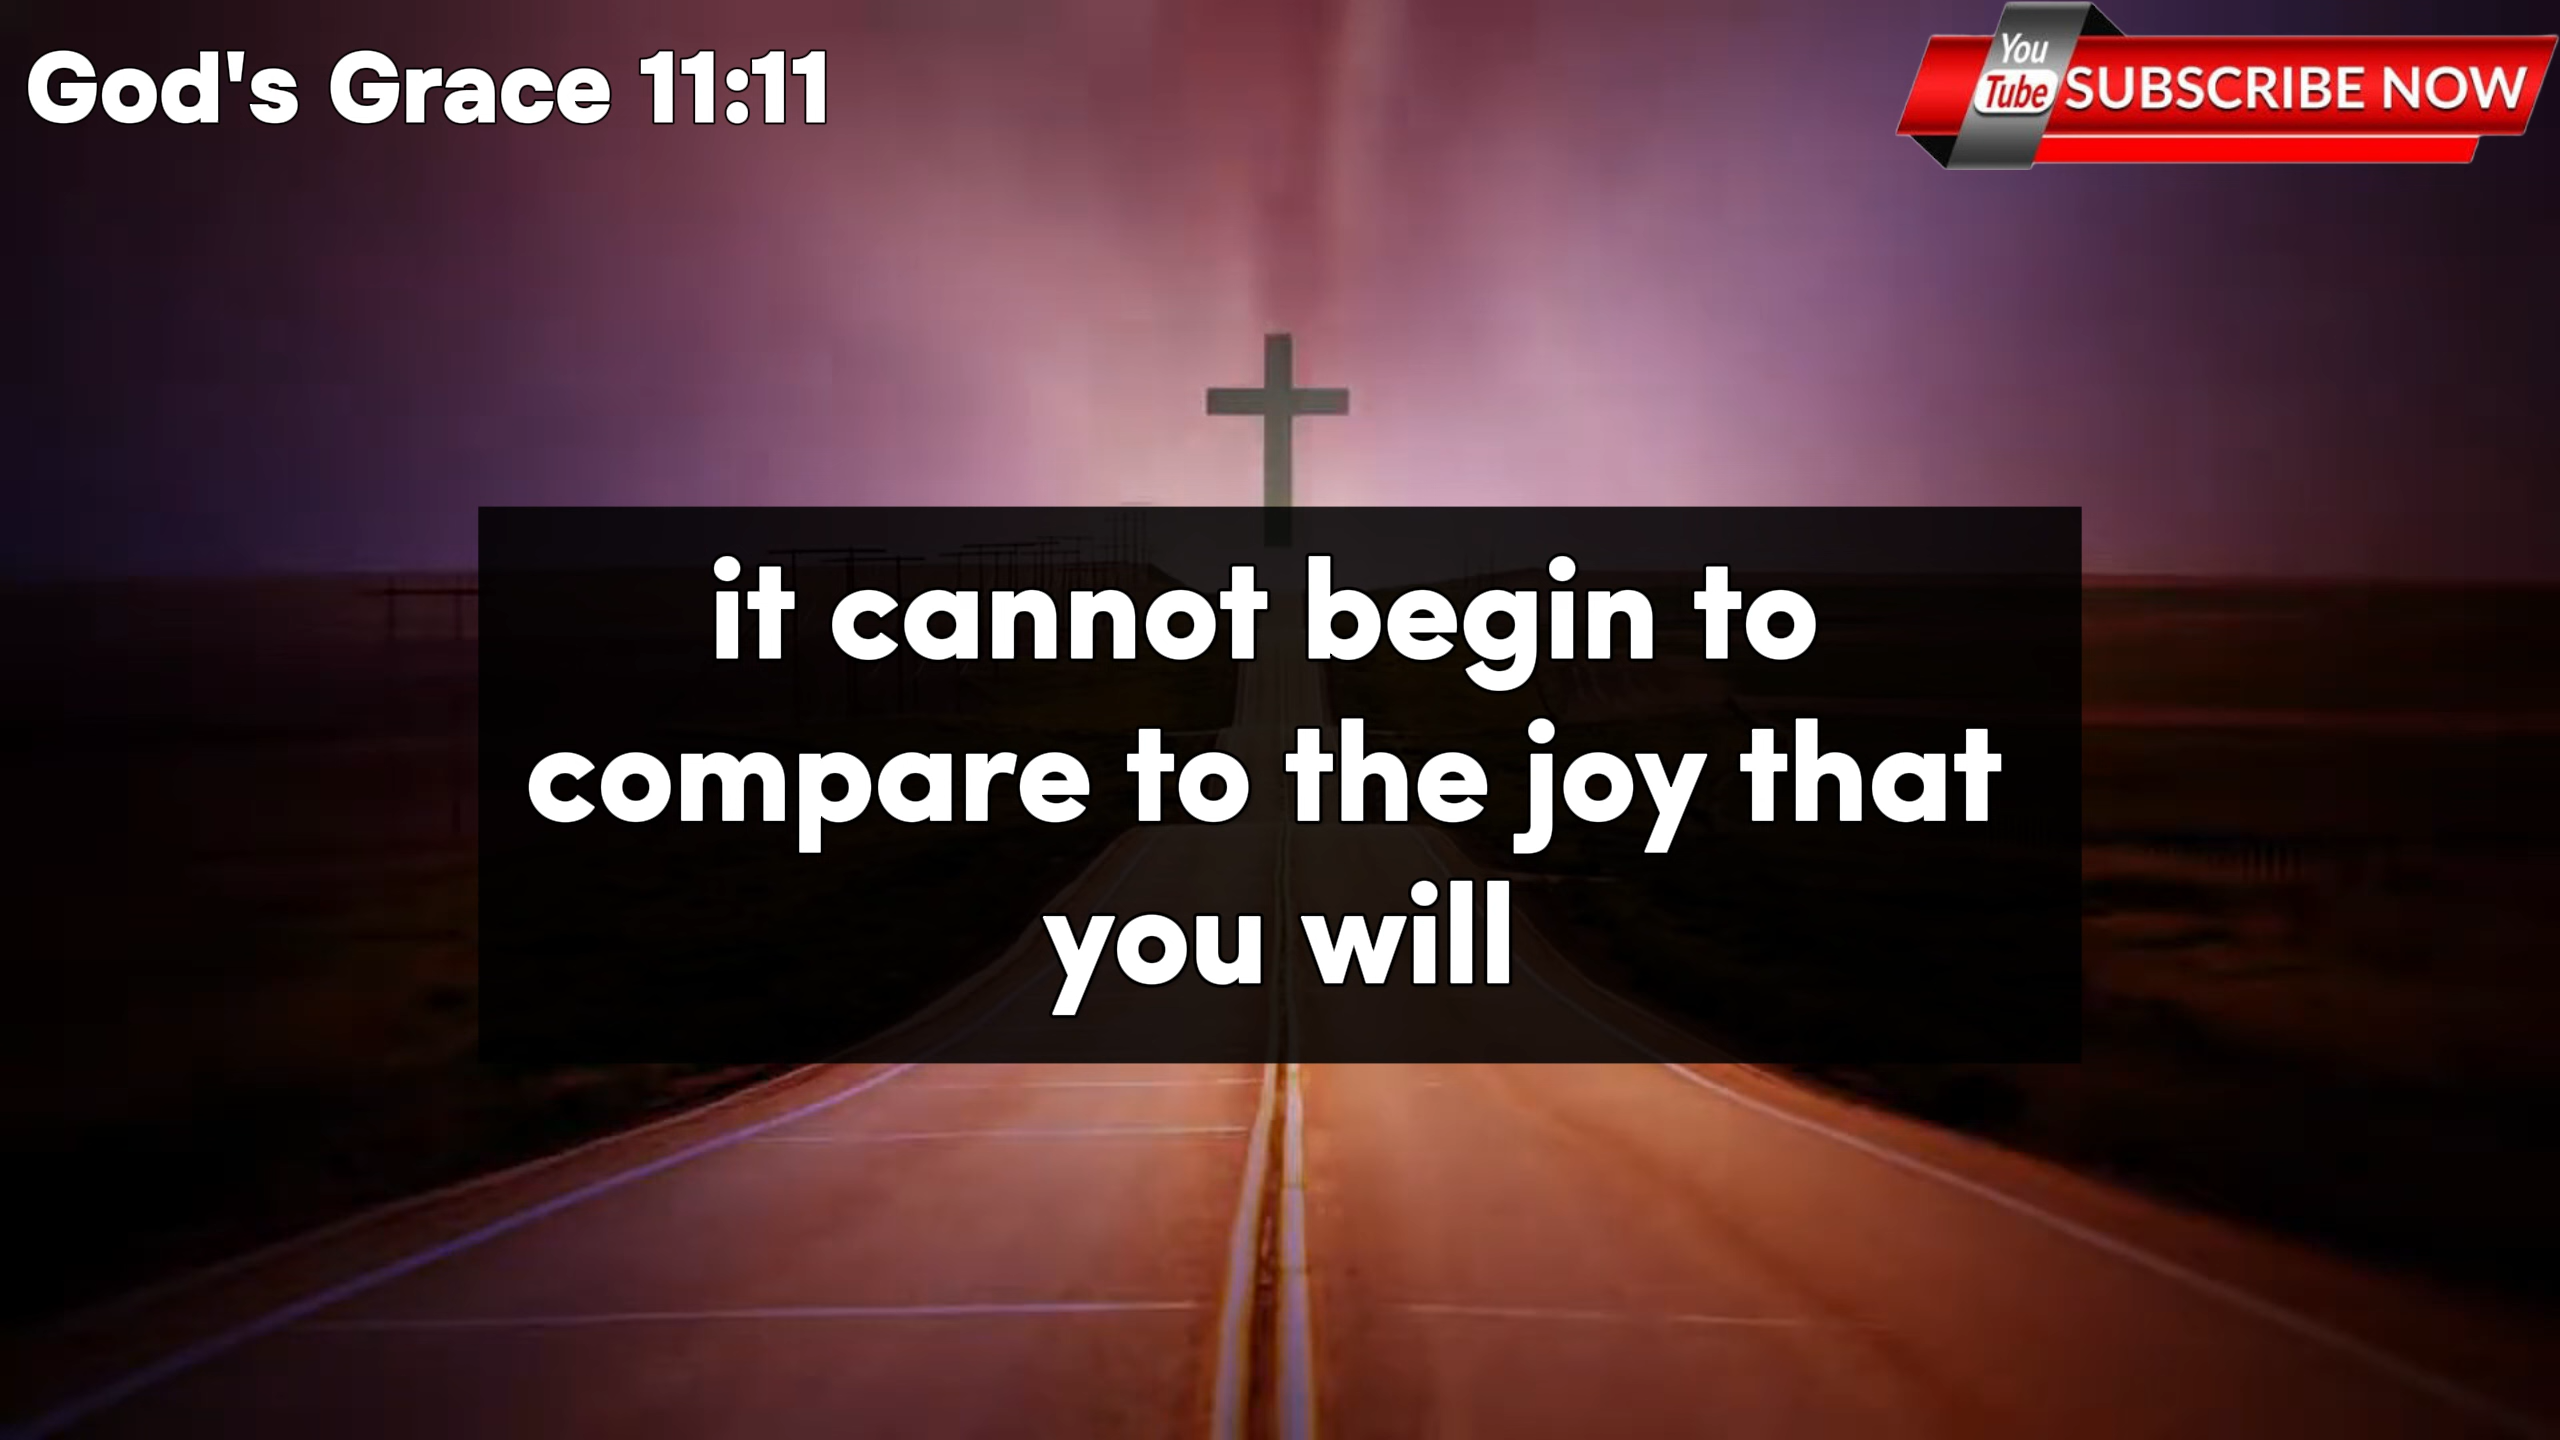 God's Grace 11:11
You
Tube
SUBSCRIBE NOW
it cannot begin to
compare to the joy that
you will